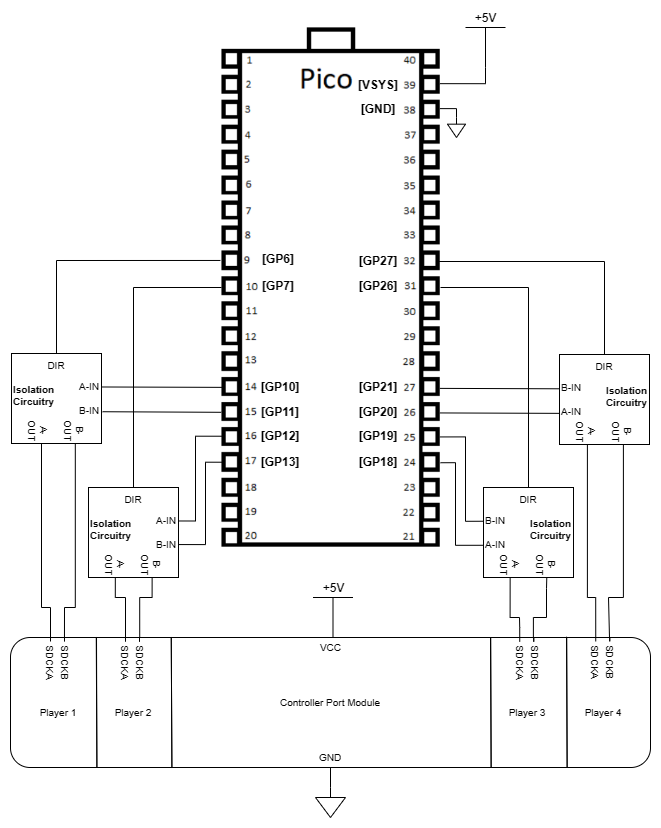 +5V
1 40
Pico
2 [VSYS] 39
3 [GND] 38
4 37
5 36
6 35
7 34
8 33
9 [GP6] [GP27] 32
10 [GP7] [GP26] 31
11 30
12 29
13 28
DIR
Isolation
Circuitry
A-IN
B-IN
A-
OUT
B-
OUT
14 [GP10] [GP21] 27
15 [GP11] [GP20] 26
16 [GP12] [GP19] 25
17 [GP13] [GP18] 24
18 23
19 22
20 21
DIR
B-IN
A-IN
Isolation
Circuitry
A-
OUT
B-
OUT
DIR
Isolation
Circuitry
A-IN
B-IN
A-
OUT
B-
OUT
DIR
B-IN
A-IN
Isolation
Circuitry
A-
OUT
B-
OUT
+5V
VCC
SDCKA
SDCKB
SDCKA
SDCKB
SDCKA
SDCKB
SDCKA
SDCKB
Player 1
Player 2
Controller Port Module
Player 3
Player 4
GND